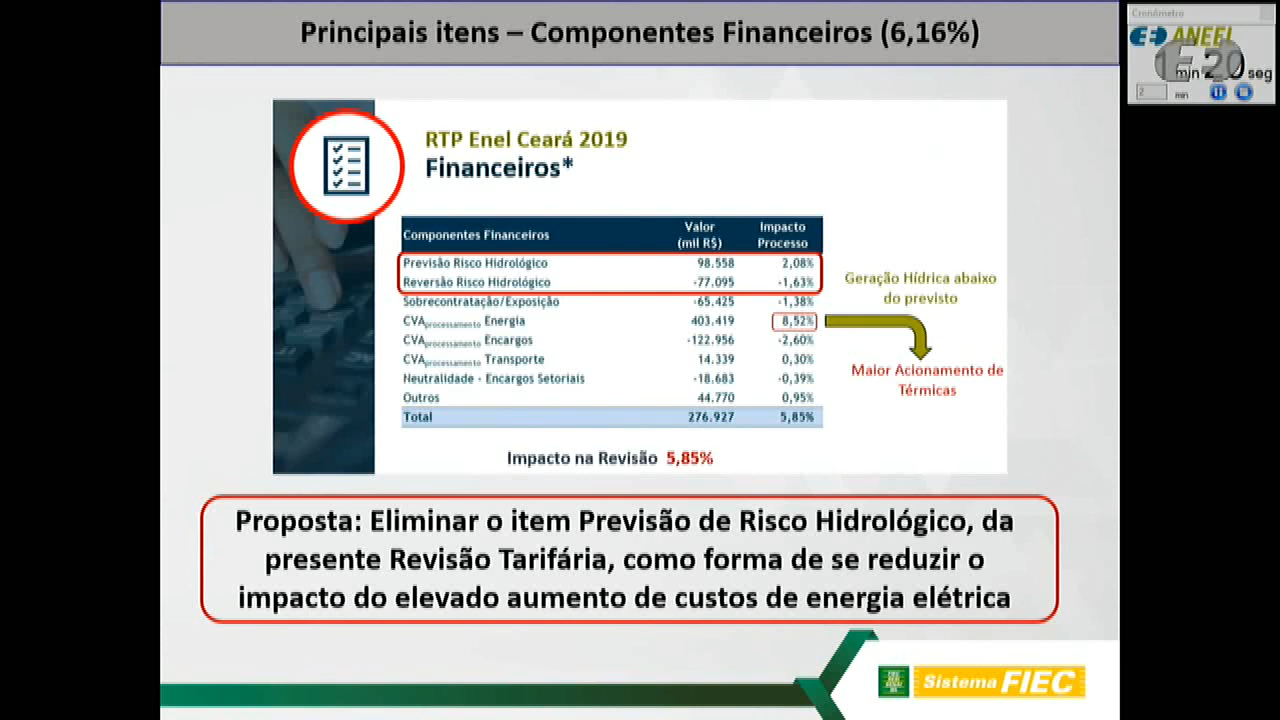 Principais itens – Componentes Financeiros (6,16%)
Cronômetro
ANEEL
1 min 20 seg
2 min
RTP Enel Ceará 2019
Financeiros*
Componentes Financeiros Valor (mil R$) Impacto Processo
Previsão Risco Hidrológico 98.558 2,08%
Reversão Risco Hidrológico -77.095 -1,63%
Sobrecontratação/Exposição -65.425 -1,38%
CVAprocessamento Energia 403.419 8,52%
CVAprocessamento Encargos -122.956 -2,60%
CVAprocessamento Transporte 14.339 0,30%
Neutralidade - Encargos Setoriais -18.683 -0,39%
Outros 44.770 0,95%
Total 276.927 5,85%
Geração Hídrica abaixo
do previsto
Maior Acionamento de
Térmicas
Impacto na Revisão 5,85%
Proposta: Eliminar o item Previsão de Risco Hidrológico, da
presente Revisão Tarifária, como forma de se reduzir o
impacto do elevado aumento de custos de energia elétrica
Sistema FIEC